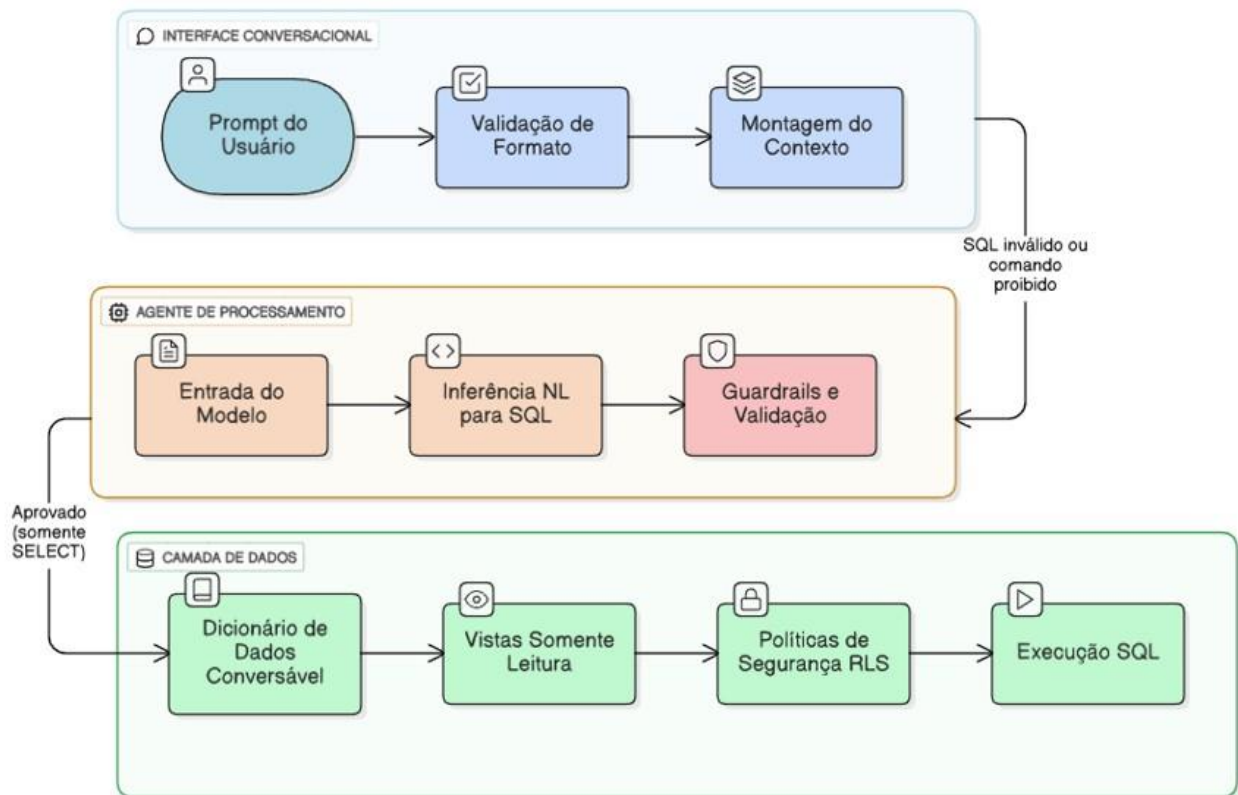 INTERFACE CONVERSACIONAL
Prompt do
Usuário
Validação de
Formato
Montagem do
Contexto
SQL inválido ou
comando
proibido
AGENTE DE PROCESSAMENTO
Entrada do
Modelo
Inferência NL
para SQL
Guardrails e
Validação
Aprovado
(somente
SELECT)
CAMADA DE DADOS
Dicionário de
Dados
Conversável
Vistas Somente
Leitura
Políticas de
Segurança RLS
Execução SQL